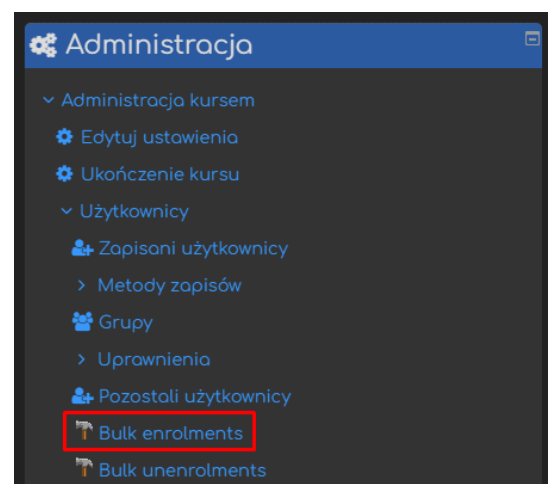 Administracja
Administracja kursem
Edytuj ustawienia
Ukończenie kursu
Użytkownicy
Zapisani użytkownicy
Metody zapisów
Grupy
Uprawnienia
Pozostali użytkownicy
Bulk enrolments
Bulk unenrolments